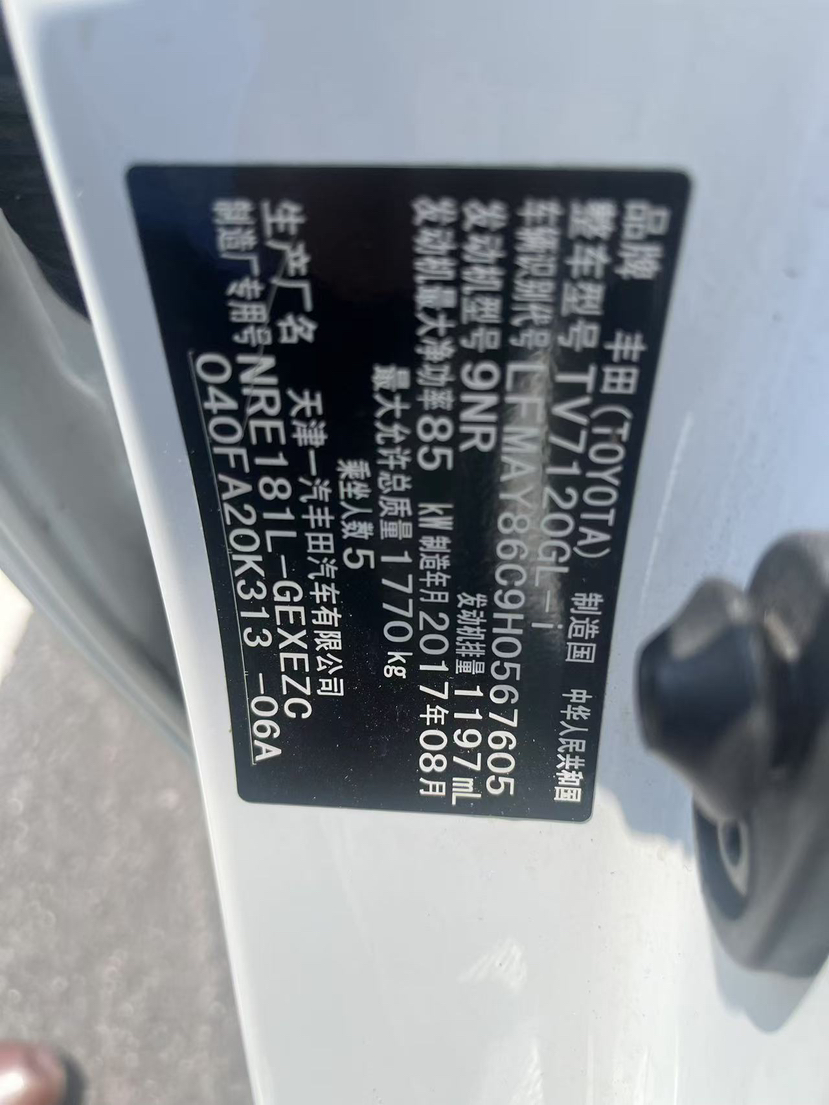 品牌 丰田(TOYOTA) 制造国 中华人民共和国
整车型号 TV7120GL-i
车辆识别代号 LFMAY86C9H0567605
发动机型号 9NR 发动机排量 1197mL
发动机最大净功率 85 kW 制造年月 2017年08月
最大允许总质量 1770kg
乘坐人数 5
生产厂名 天津一汽丰田汽车有限公司
制造厂专用号 NRE181L-GEXEZC
040FA20K313 -06A